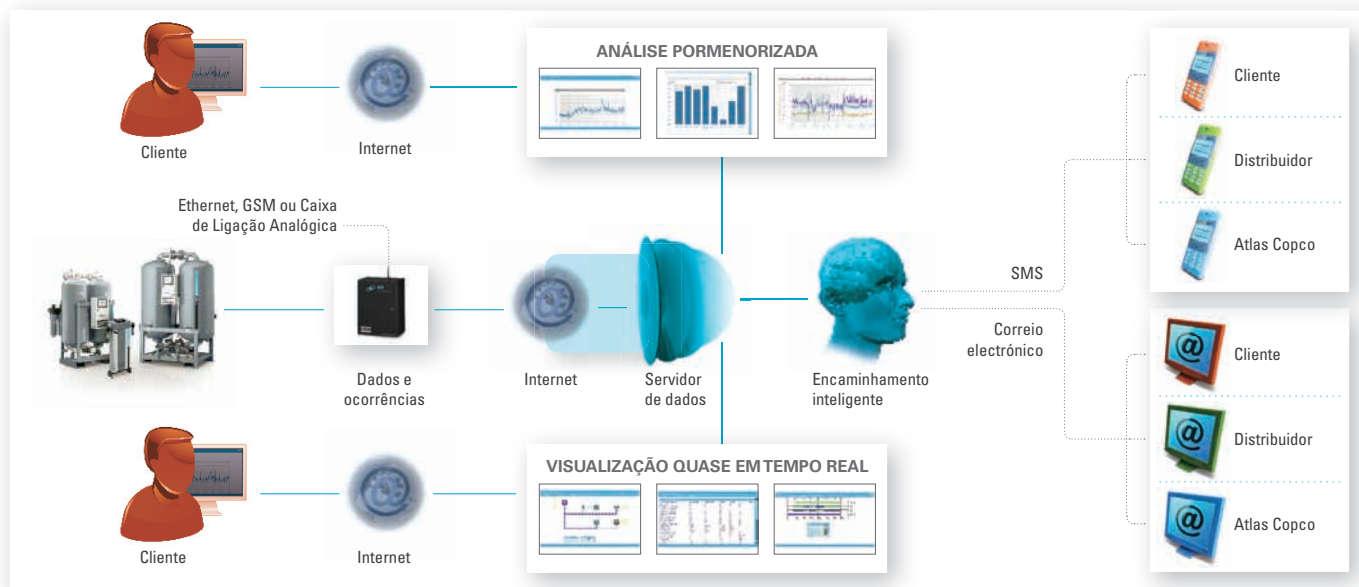 ANÁLISE PORMENORIZADA
Cliente
Internet
Ethernet, GSM ou Caixa
de Ligação Analógica
Dados e
ocorrências
Internet
Servidor
de dados
Encaminhamento
inteligente
SMS
Correio
electrónico
Cliente
Distribuidor
Atlas Copco
Cliente
Distribuidor
Atlas Copco
VISUALIZAÇÃO QUASE EM TEMPO REAL
Cliente
Internet